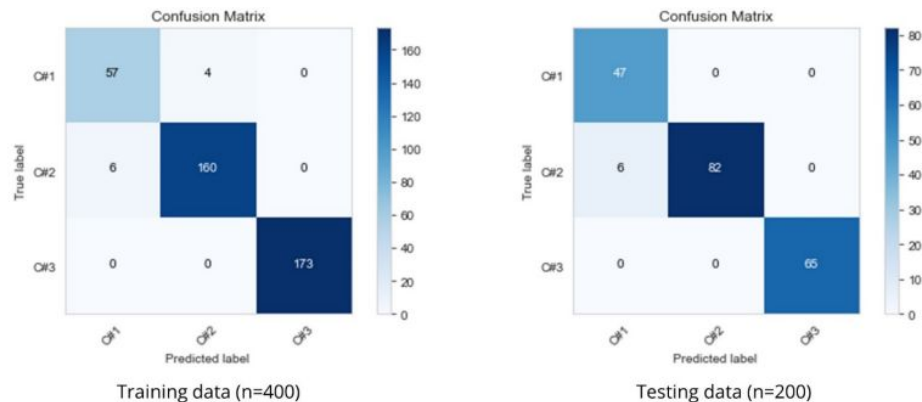 Confusion Matrix
C#1
C#2
C#3
True label
57 4 0
6 160 0
0 0 173
C#1 C#2 C#3
Predicted label
160
140
120
100
80
60
40
20
0
Training data (n=400)
Confusion Matrix
C#1
C#2
C#3
True label
47 0 0
6 82 0
0 0 65
C#1 C#2 C#3
Predicted label
80
70
60
50
40
30
20
10
0
Testing data (n=200)